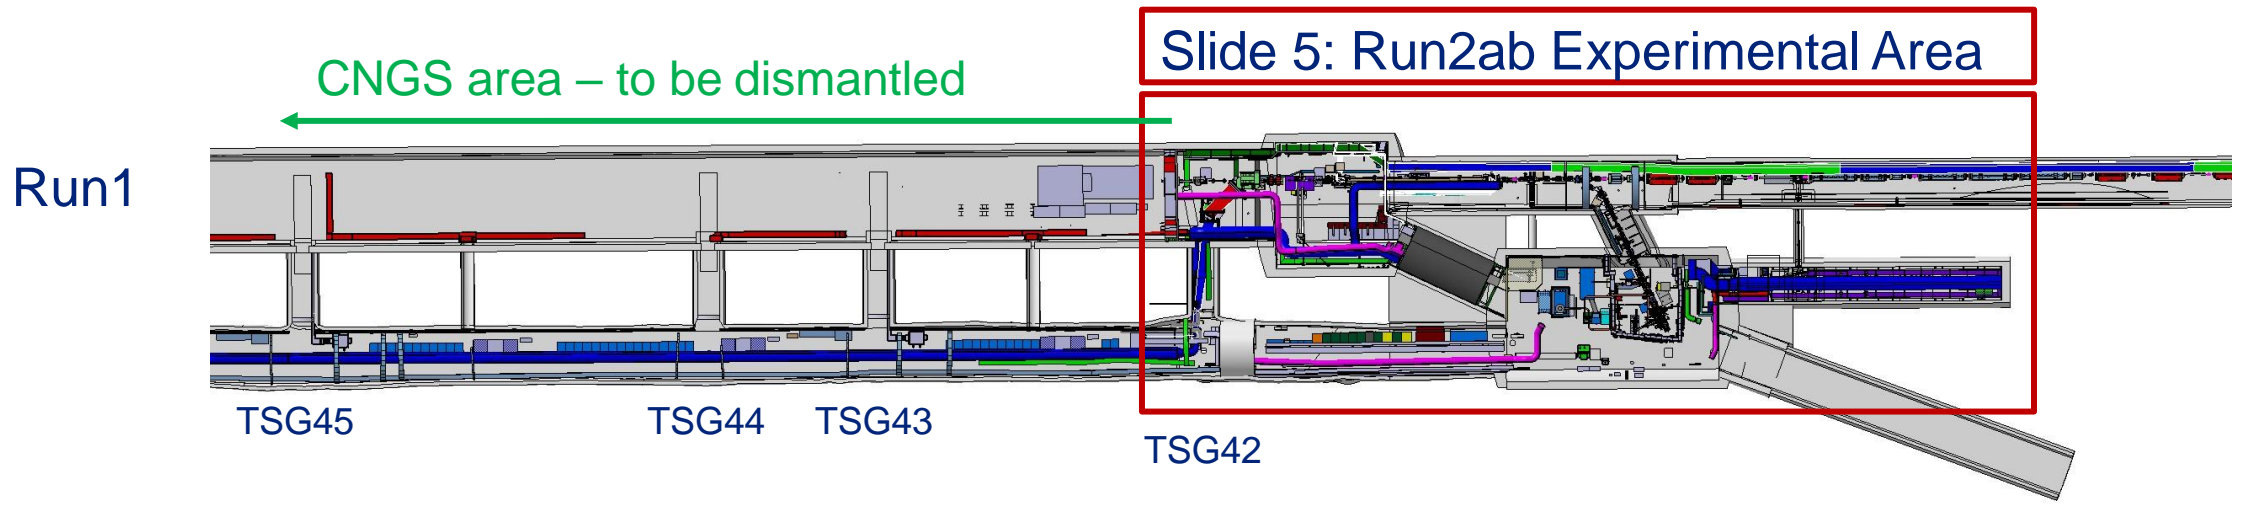 Slide 5: Run2ab Experimental Area
CNGS area – to be dismantled
Run1
TSG45
TSG44
TSG43
TSG42